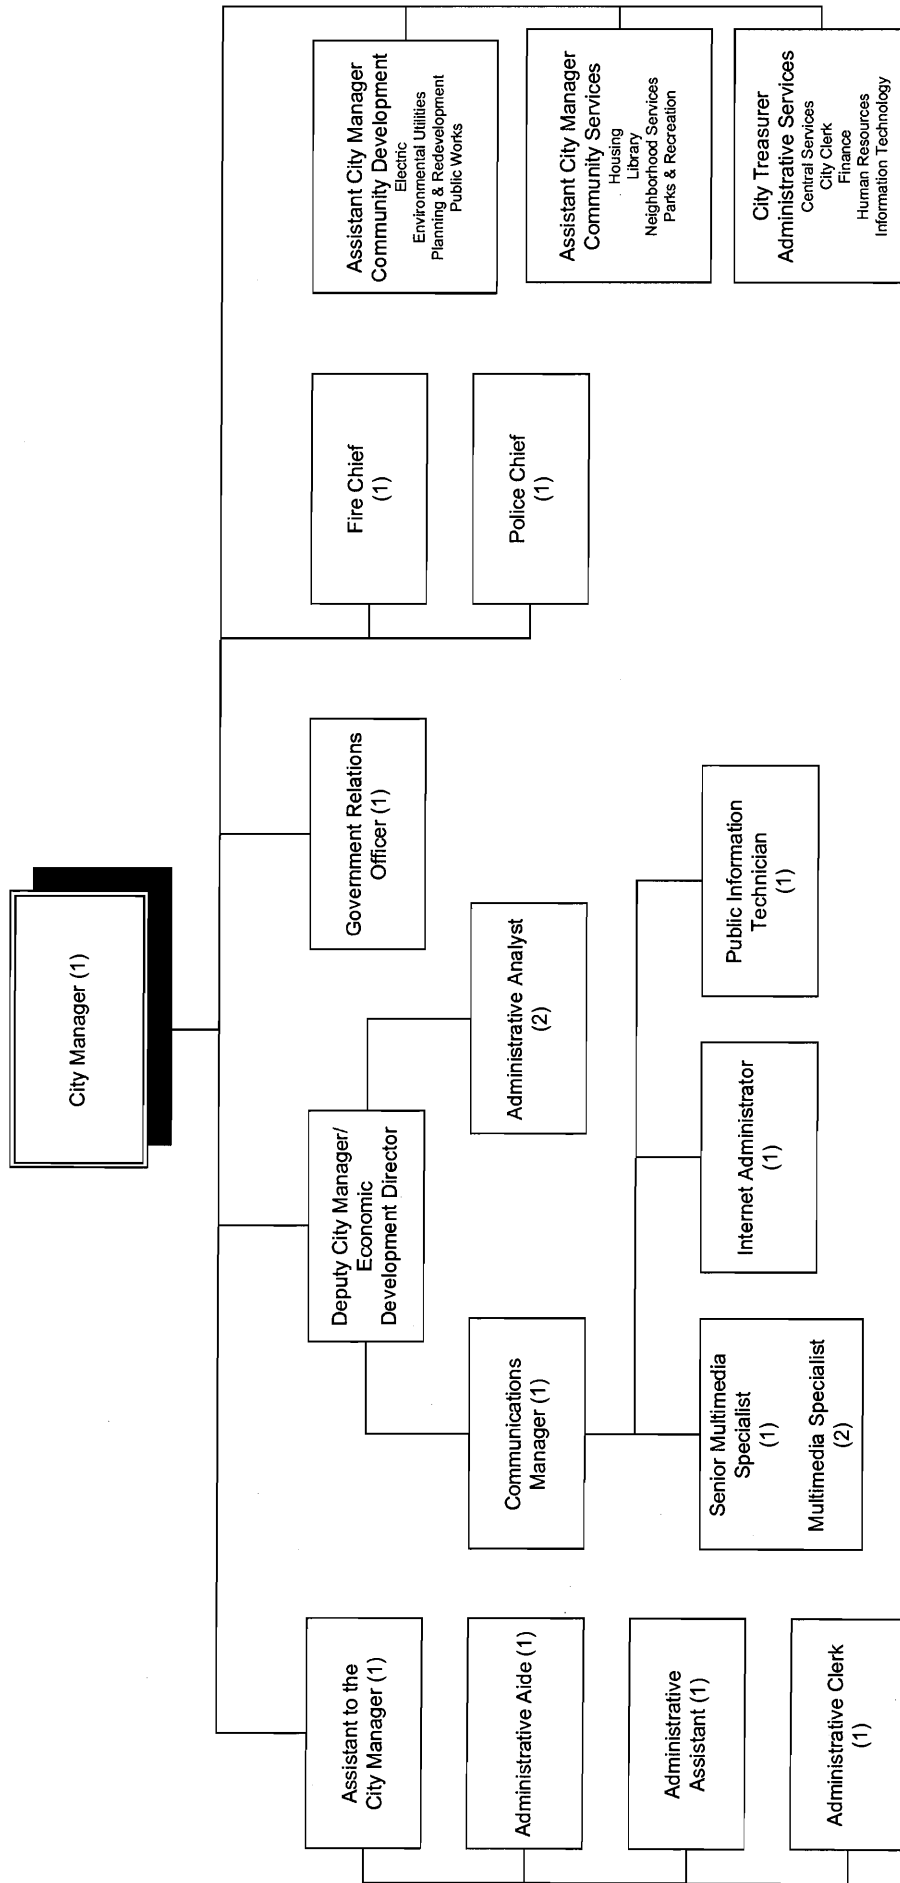 City Manager (1)
Assistant to the
City Manager (1)
Administrative Aide (1)
Administrative
Assistant (1)
Administrative Clerk
(1)
Deputy City Manager/
Economic
Development Director
Communications
Manager (1)
Administrative Analyst
(2)
Senior Multimedia
Specialist
(1)
Multimedia Specialist
(2)
Internet Administrator
(1)
Public Information
Technician
(1)
Government Relations
Officer (1)
Fire Chief
(1)
Police Chief
(1)
Assistant City Manager
Community Development
Electric
Environmental Utilities
Planning & Redevelopment
Public Works
Assistant City Manager
Community Services
Housing
Library
Neighborhood Services
Parks & Recreation
City Treasurer
Administrative Services
Central Services
City Clerk
Finance
Human Resources
Information Technology